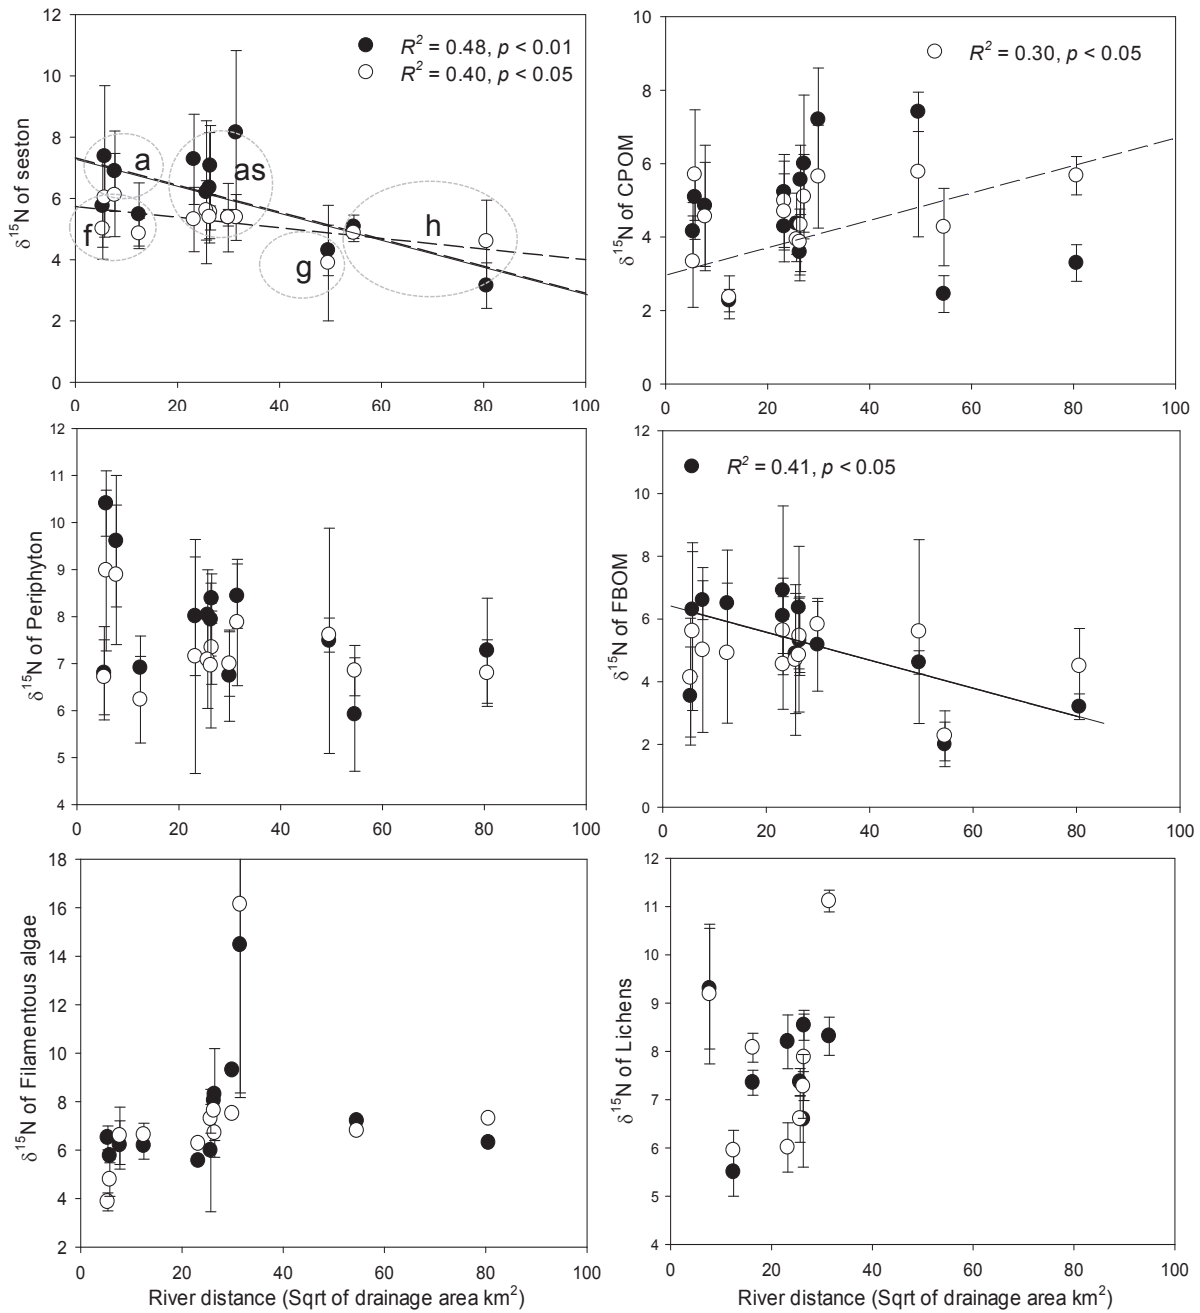 R² = 0.48, p < 0.01
R² = 0.40, p < 0.05
a
as
f
g
h
δ¹⁵N of seston
12
10
8
6
4
2
0
0 20 40 60 80 100
R² = 0.30, p < 0.05
δ¹⁵N of CPOM
10
8
6
4
2
0
0 20 40 60 80 100
δ¹⁵N of Periphyton
12
11
10
9
8
7
6
5
4
0 20 40 60 80 100
R² = 0.41, p < 0.05
δ¹⁵N of FBOM
12
10
8
6
4
2
0
0 20 40 60 80 100
δ¹⁵N of Filamentous algae
18
16
14
12
10
8
6
4
2
0 20 40 60 80 100
River distance (Sqrt of drainage area km²)
δ¹⁵N of Lichens
12
11
10
9
8
7
6
5
4
0 20 40 60 80 100
River distance (Sqrt of drainage area km²)